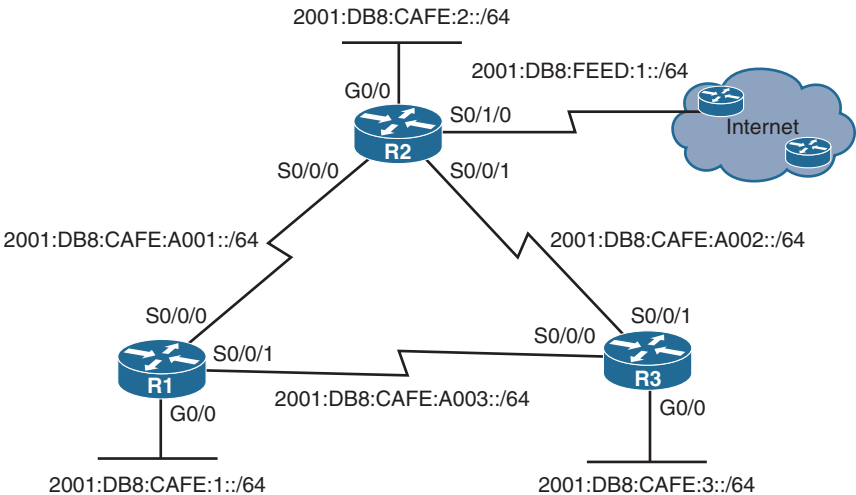 2001:DB8:CAFE:2::/64
2001:DB8:FEED:1::/64
G0/0
S0/1/0
Internet
R2
S0/0/0
S0/0/1
2001:DB8:CAFE:A001::/64
2001:DB8:CAFE:A002::/64
S0/0/0
S0/0/1
S0/0/0
S0/0/1
R1
R3
2001:DB8:CAFE:A003::/64
G0/0
G0/0
2001:DB8:CAFE:1::/64
2001:DB8:CAFE:3::/64